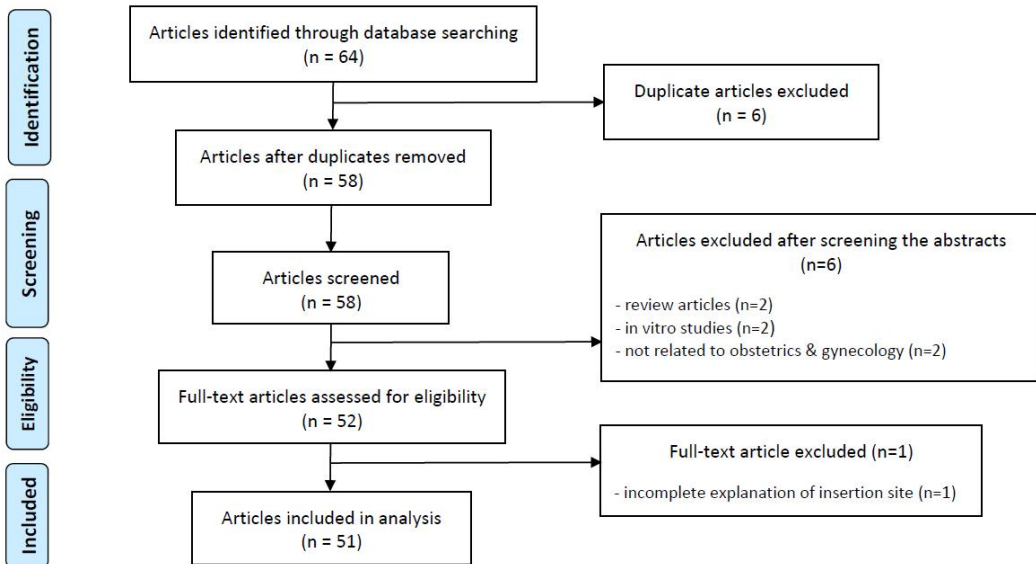 Identification
Articles identified through database searching
(n = 64)
Duplicate articles excluded
(n = 6)
Articles after duplicates removed
(n = 58)
Screening
Articles screened
(n = 58)
Articles excluded after screening the abstracts
(n=6)
- review articles (n=2)
- in vitro studies (n=2)
- not related to obstetrics & gynecology (n=2)
Eligibility
Full-text articles assessed for eligibility
(n = 52)
Full-text article excluded (n=1)
- incomplete explanation of insertion site (n=1)
Included
Articles included in analysis
(n = 51)